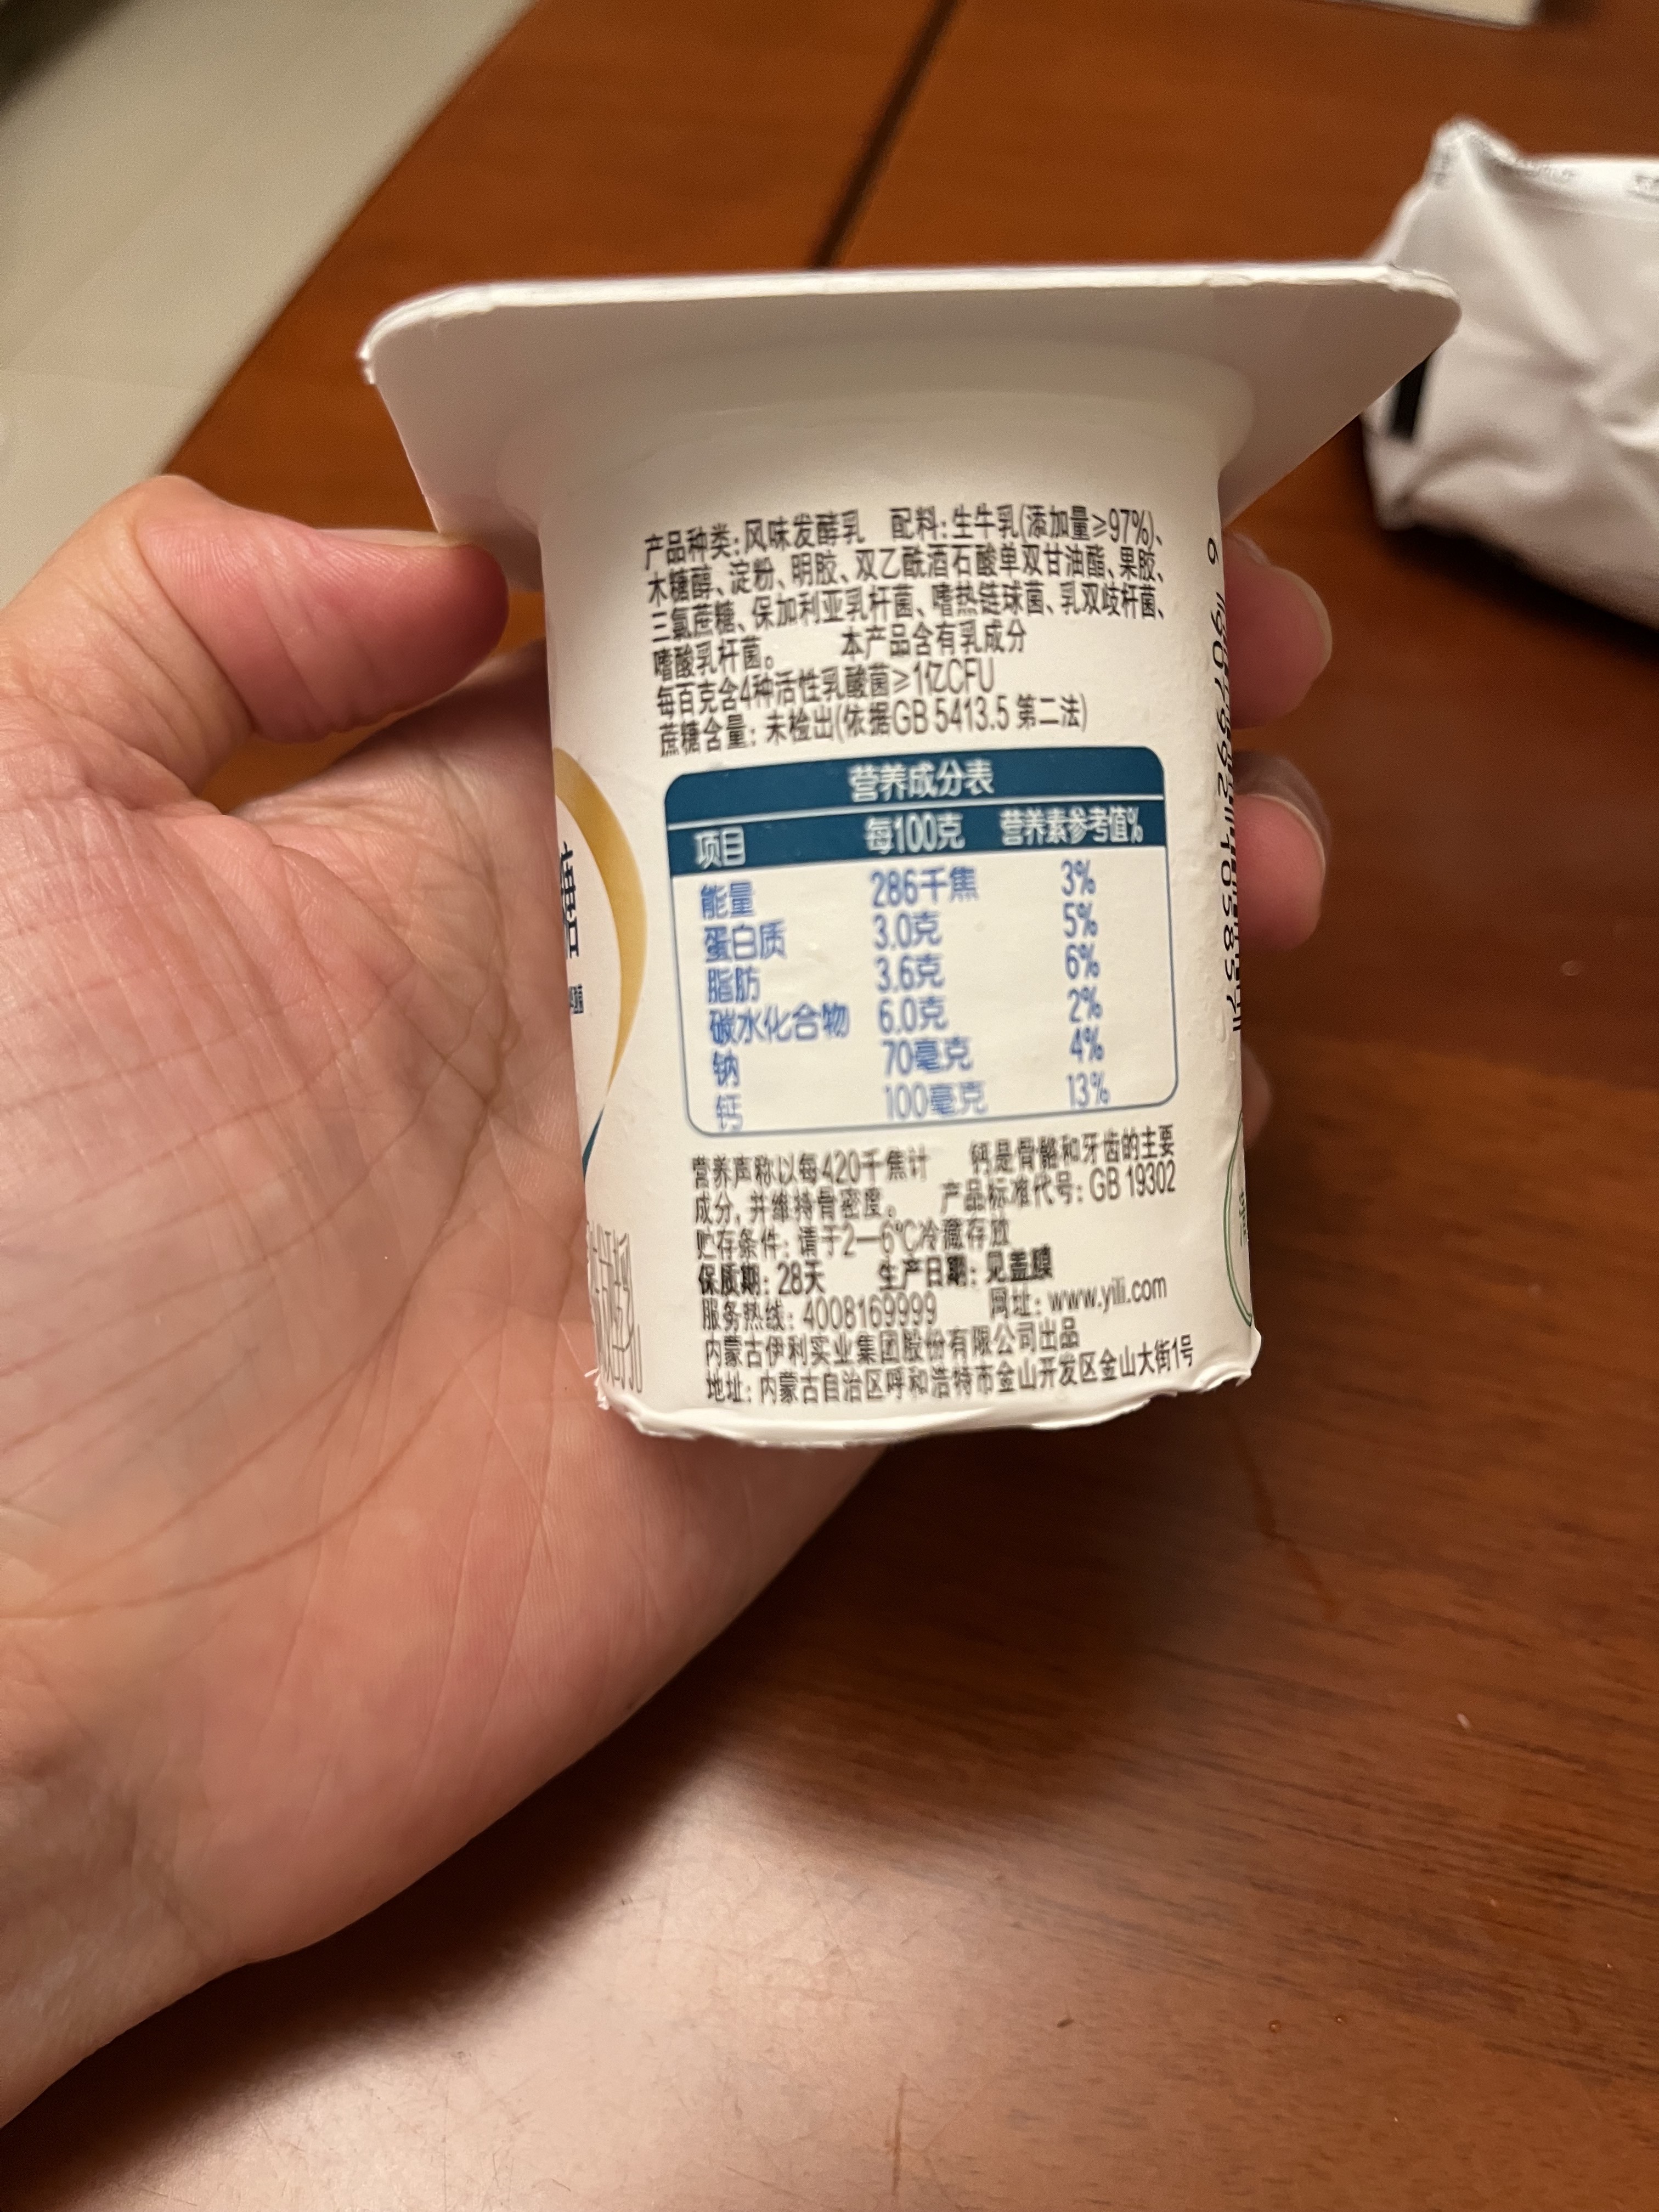 产品种类:风味发酵乳 配料:生牛乳(添加量≥97%)、
木糖醇、淀粉、明胶、双乙酰酒石酸单双甘油酯、果胶、
三氯蔗糖、保加利亚乳杆菌、嗜热链球菌、乳双歧杆菌、
嗜酸乳杆菌。 本产品含有乳成分
每百克含4种活性乳酸菌≥1亿CFU
蔗糖含量: 未检出(依据GB 5413.5 第二法)
营养成分表
项目 每100克 营养素参考值%
能量 286千焦 3%
蛋白质 3.0克 5%
脂肪 3.6克 6%
碳水化合物 6.0克 2%
钠 70毫克 4%
钙 100毫克 13%
营养声称以每420千焦计 钙是骨骼和牙齿的主要
成分, 并维持骨密度。 产品标准代号: GB 19302
贮存条件: 请于2—6℃冷藏存放
保质期: 28天 生产日期: 见盖膜
服务热线: 4008169999 网址: www.yili.com
内蒙古伊利实业集团股份有限公司出品
地址: 内蒙古自治区呼和浩特市金山开发区金山大街1号